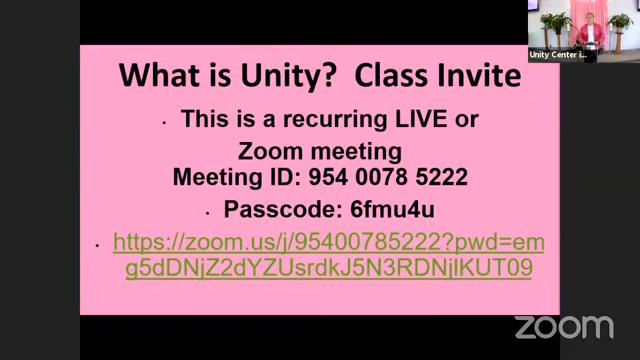 Unity Center i...
What is Unity? Class Invite
• This is a recurring LIVE or
Zoom meeting
Meeting ID: 954 0078 5222
• Passcode: 6fmu4u
• https://zoom.us/j/95400785222?pwd=em
g5dDNjZ2dYZUsrdkJ5N3RDNjlKUT09
zoom